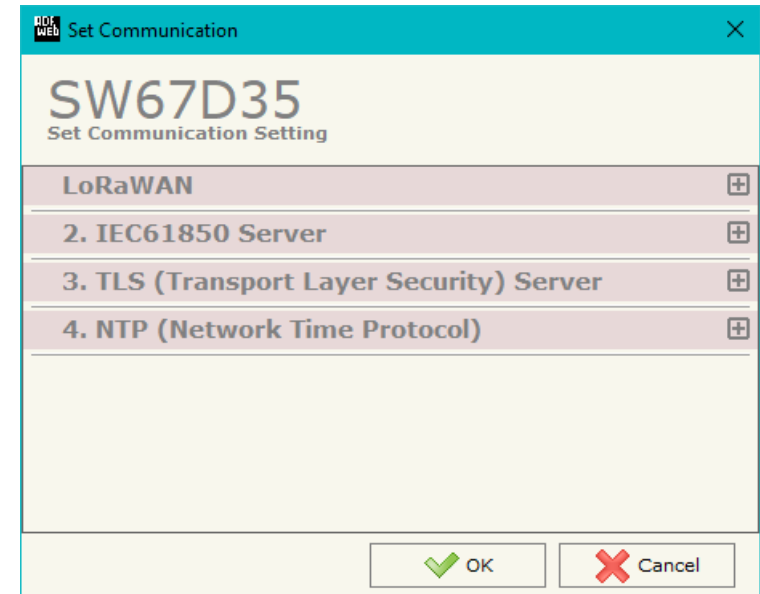 ADF
WEB
Set Communication
SW67D35
Set Communication Setting
LoRaWAN
2. IEC61850 Server
3. TLS (Transport Layer Security) Server
4. NTP (Network Time Protocol)
OK
Cancel